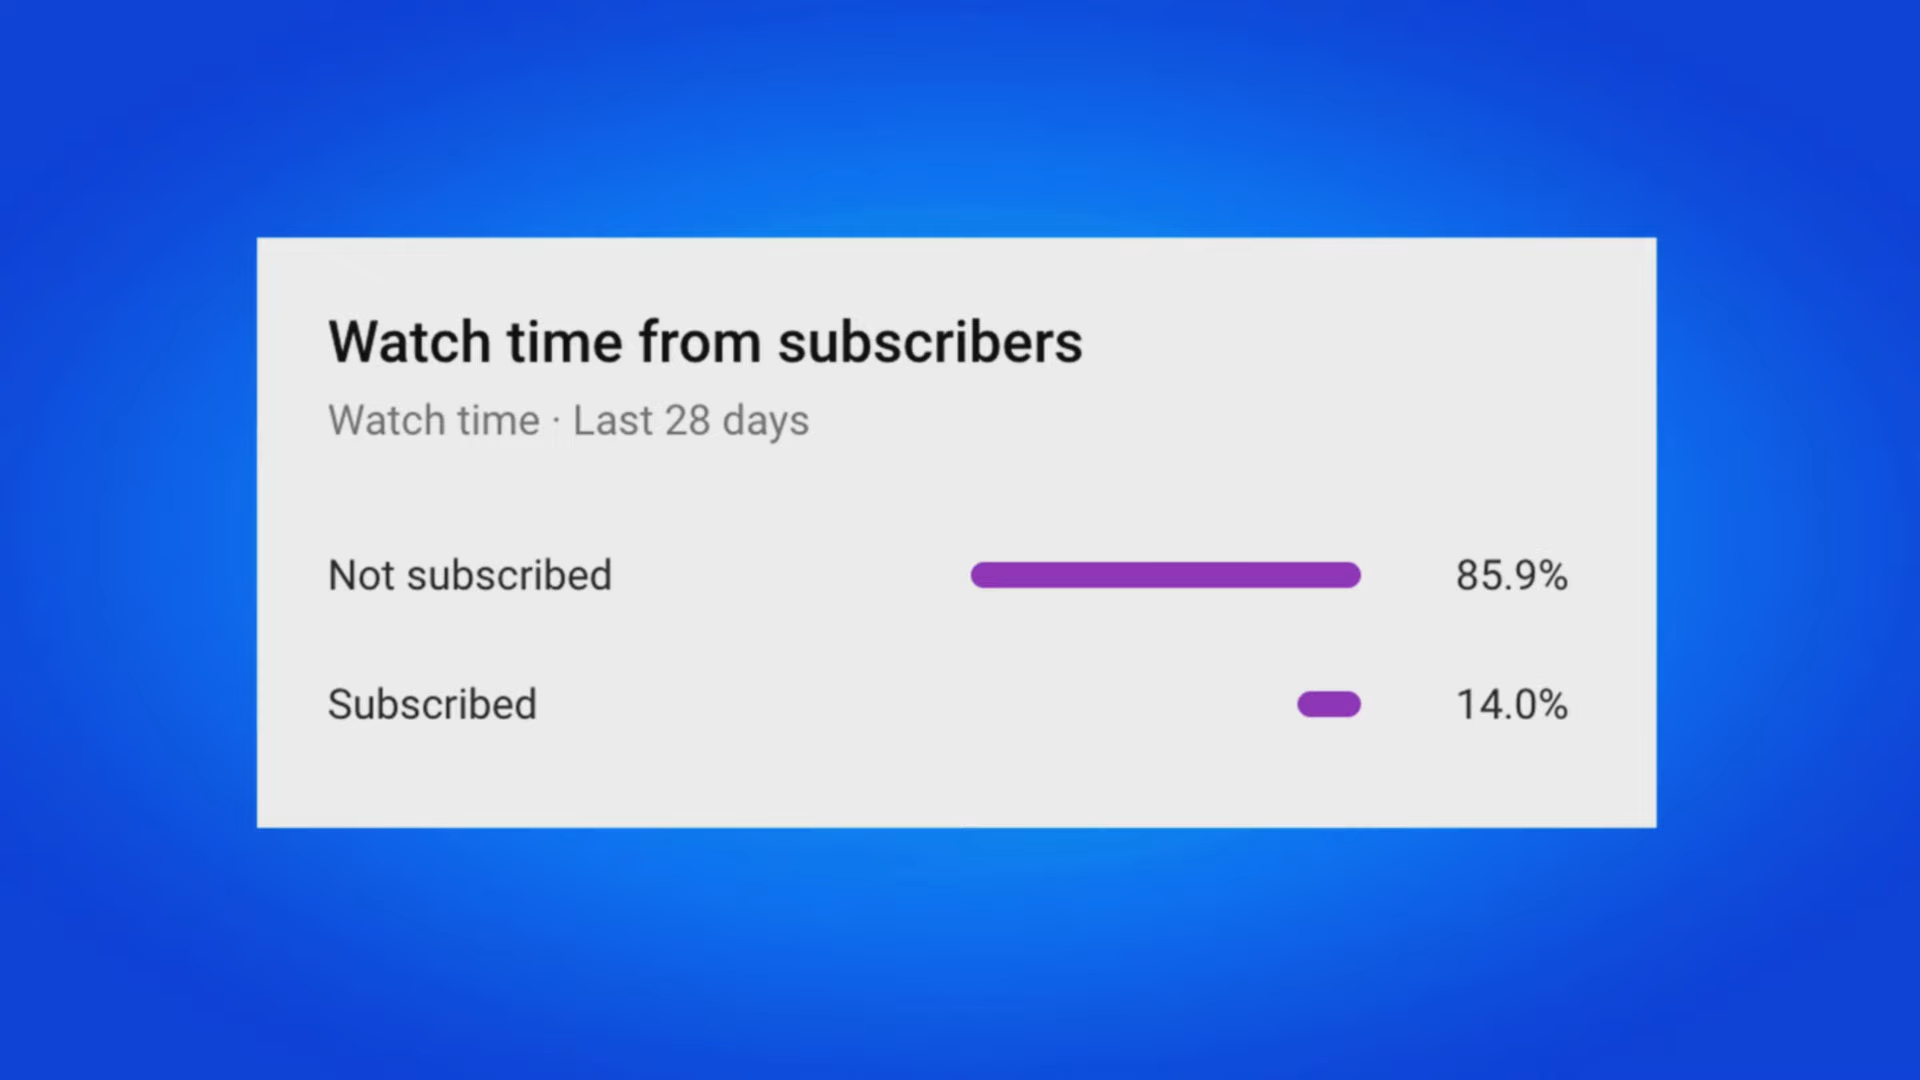 Watch time from subscribers
Watch time · Last 28 days
Not subscribed 85.9%
Subscribed 14.0%